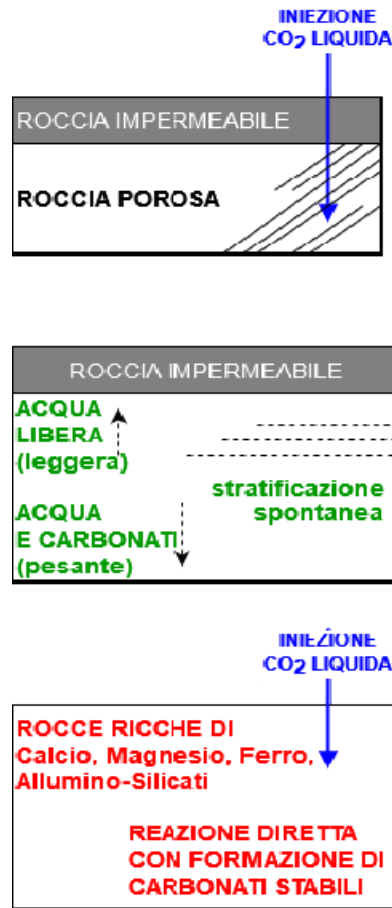 INIEZIONE
CO2 LIQUIDA
ROCCIA IMPERMEABILE
ROCCIA POROSA
ROCCIA IMPERMEABILE
ACQUA
LIBERA
(leggera)
stratificazione
spontanea
ACQUA
E CARBONATI
(pesante)
INIEZIONE
CO2 LIQUIDA
ROCCE RICCHE DI
Calcio, Magnesio, Ferro,
Allumino-Silicati
REAZIONE DIRETTA
CON FORMAZIONE DI
CARBONATI STABILI